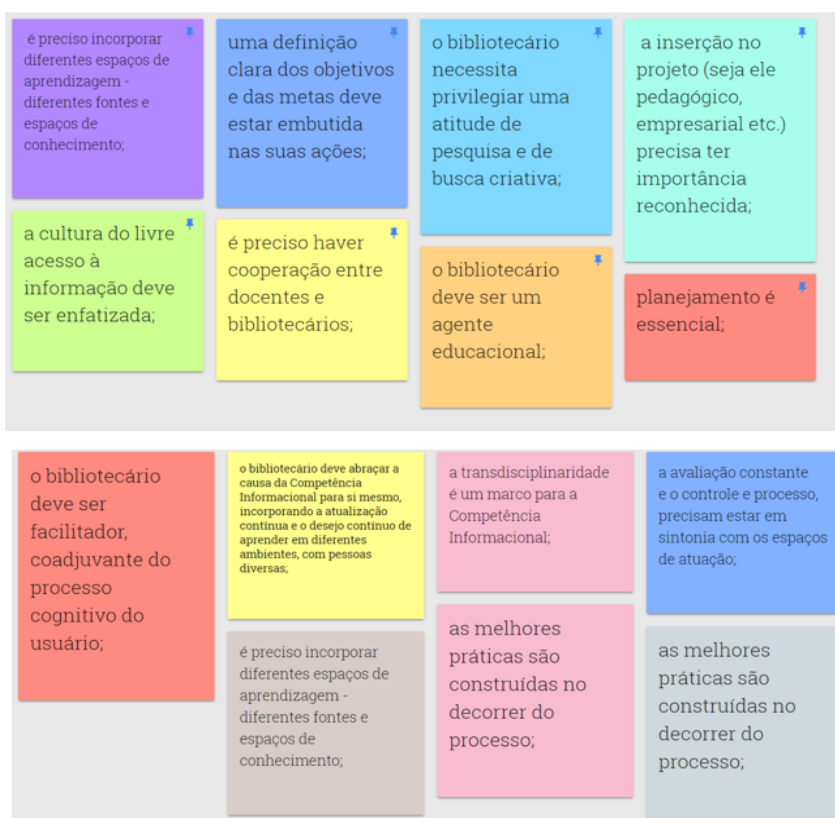 é preciso incorporar
diferentes espaços de
aprendizagem -
diferentes fontes e
espaços de
conhecimento;
uma definição
clara dos objetivos
e das metas deve
estar embutida
nas suas ações;
o bibliotecário
necessita
privilegiar uma
atitude de
pesquisa e de
busca criativa;
a inserção no
projeto (seja ele
pedagógico,
empresarial etc.)
precisa ter
importância
reconhecida;
a cultura do livre
acesso à
informação deve
ser enfatizada;
é preciso haver
cooperação entre
docentes e
bibliotecários;
o bibliotecário
deve ser um
agente
educacional;
planejamento é
essencial;
o bibliotecário
deve ser
facilitador,
coadjuvante do
processo
cognitivo do
usuário;
o bibliotecário deve abraçar a
causa da Competência
Informacional para si mesmo,
incorporando a atualização
contínua e o desejo contínuo de
aprender em diferentes
ambientes, com pessoas
diversas;
a transdisciplinaridade
é um marco para a
Competência
Informacional;
a avaliação constante
e o controle e processo,
precisam estar em
sintonia com os espaços
de atuação;
é preciso incorporar
diferentes espaços de
aprendizagem -
diferentes fontes e
espaços de
conhecimento;
as melhores
práticas são
construídas no
decorrer do
processo;
as melhores
práticas são
construídas no
decorrer do
processo;